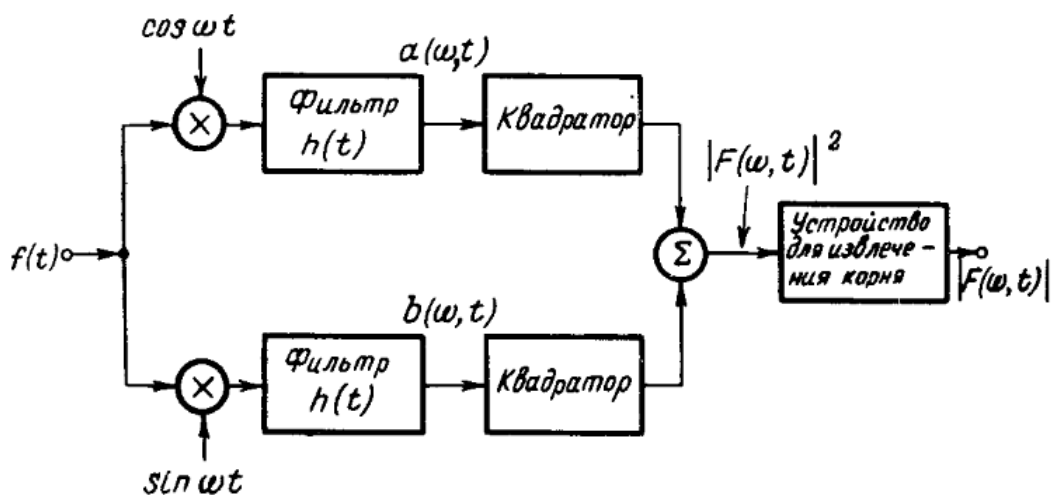 cos ωt
a(ω,t)
×
Фильтр
h(t)
Квадратор
|F(ω,t)|²
f(t)
Σ
Устройство
для извлече-
ния корня
|F(ω,t)|
b(ω,t)
×
Фильтр
h(t)
Квадратор
sin ωt